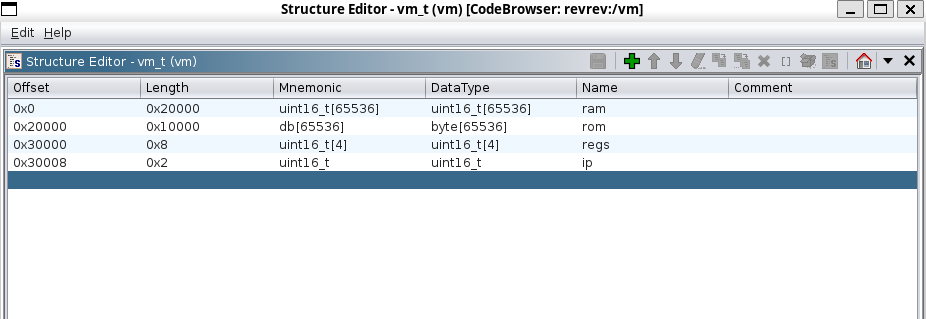 Structure Editor - vm_t (vm) [CodeBrowser: revrev:/vm]
Edit Help
Structure Editor - vm_t (vm)
Offset Length Mnemonic DataType Name Comment
0x0 0x20000 uint16_t[65536] uint16_t[65536] ram
0x20000 0x10000 db[65536] byte[65536] rom
0x30000 0x8 uint16_t[4] uint16_t[4] regs
0x30008 0x2 uint16_t uint16_t ip